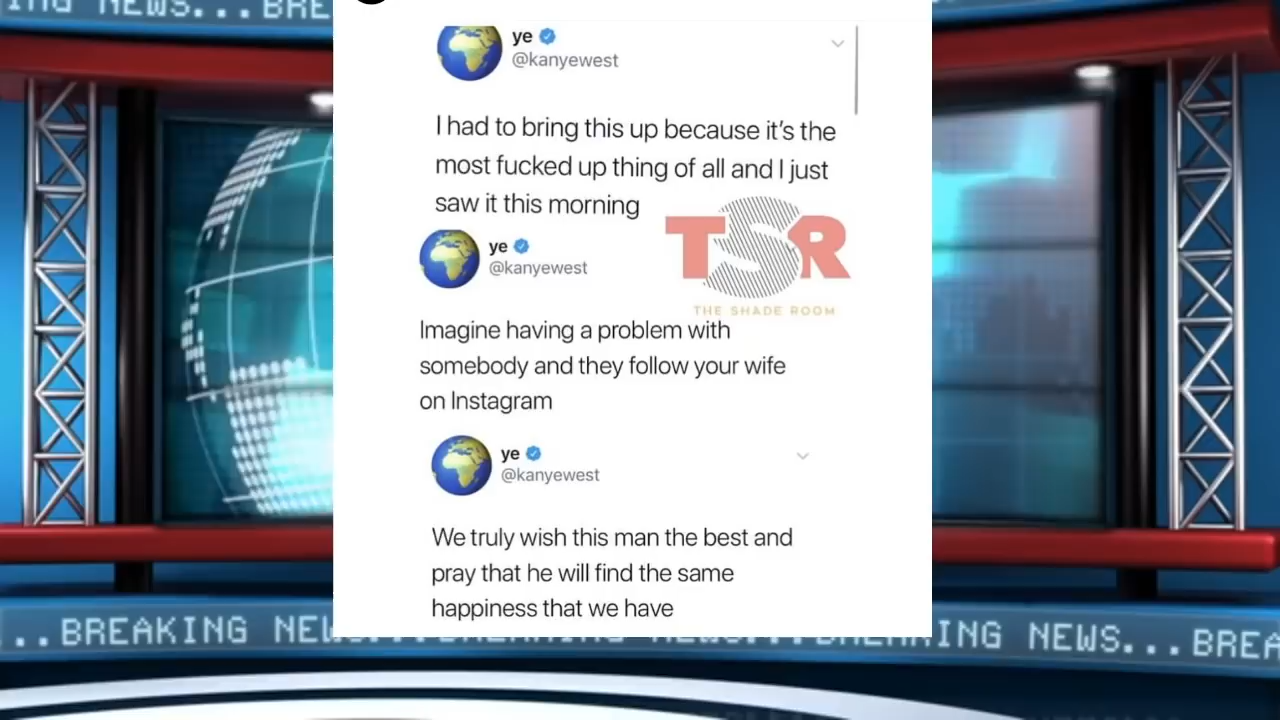 ING NEWS...BRE
ye
@kanyewest
I had to bring this up because it's the
most fucked up thing of all and I just
saw it this morning
TSR
THE SHADE ROOM
ye
@kanyewest
Imagine having a problem with
somebody and they follow your wife
on Instagram
ye
@kanyewest
We truly wish this man the best and
pray that he will find the same
happiness that we have
...BREAKING NEW
ING NEWS...BREA